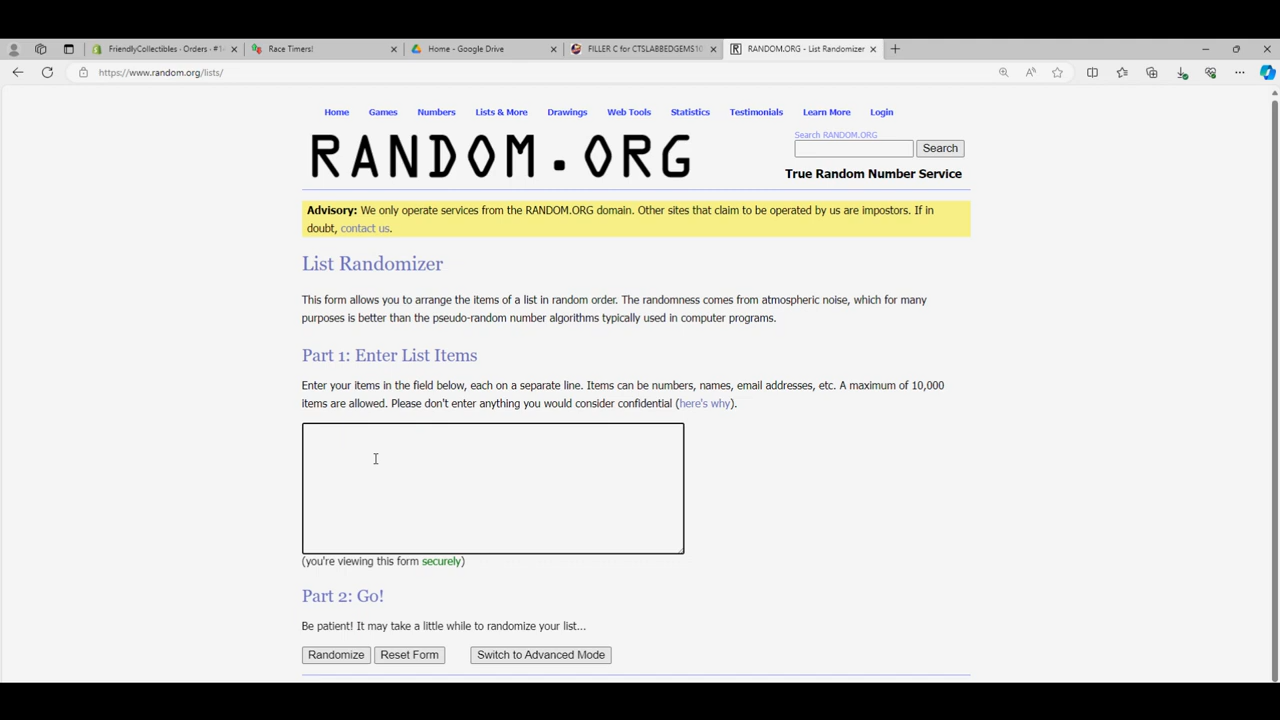 FriendlyCollectibles · Orders · #1
Race Timers!
Home - Google Drive
FILLER C for CTSLABBEDGEMS10
RANDOM.ORG - List Randomizer
https://www.random.org/lists/
Home Games Numbers Lists & More Drawings Web Tools Statistics Testimonials Learn More Login
RANDOM.ORG
Search RANDOM.ORG
Search
True Random Number Service
Advisory: We only operate services from the RANDOM.ORG domain. Other sites that claim to be operated by us are impostors. If in
doubt, contact us.
List Randomizer
This form allows you to arrange the items of a list in random order. The randomness comes from atmospheric noise, which for many
purposes is better than the pseudo-random number algorithms typically used in computer programs.
Part 1: Enter List Items
Enter your items in the field below, each on a separate line. Items can be numbers, names, email addresses, etc. A maximum of 10,000
items are allowed. Please don't enter anything you would consider confidential (here's why).
(you're viewing this form securely)
Part 2: Go!
Be patient! It may take a little while to randomize your list...
Randomize Reset Form Switch to Advanced Mode